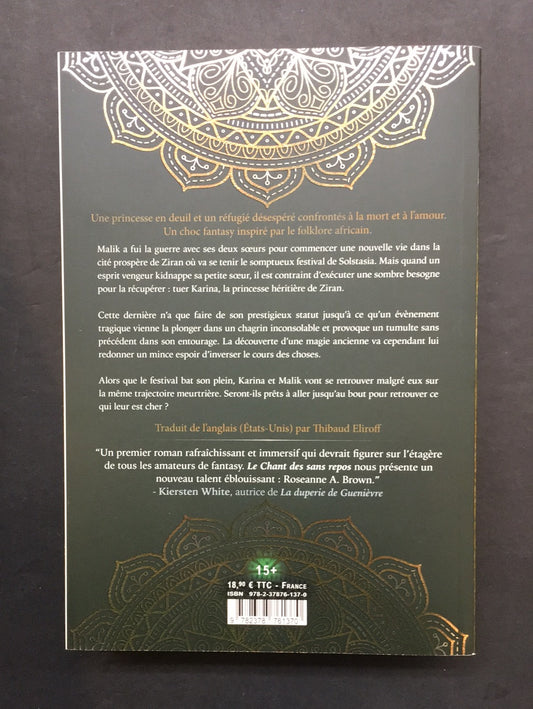 Une princesse en deuil et un réfugié désespéré confrontés à la mort et à l'amour.
Un choc fantasy inspiré par le folklore africain.
Malik a fui la guerre avec ses deux sœurs pour commencer une nouvelle vie dans la
cité prospère de Ziran où va se tenir le somptueux festival de Solstasia. Mais quand un
esprit vengeur kidnappe sa petite sœur, il est contraint d'exécuter une sombre besogne
pour la récupérer : tuer Karina, la princesse héritière de Ziran.
Cette dernière n'a que faire de son prestigieux statut jusqu'à ce qu'un évènement
tragique vienne la plonger dans un chagrin inconsolable et provoque un tumulte sans
précédent dans son entourage. La découverte d'une magie ancienne va cependant lui
redonner un mince espoir d'inverser le cours des choses.
Alors que le festival bat son plein, Karina et Malik vont se retrouver malgré eux sur
la même trajectoire meurtrière. Seront-ils prêts à aller jusqu'au bout pour retrouver ce
qui leur est cher ?
Traduit de l'anglais (États-Unis) par Thibaud Eliroff
“Un premier roman rafraîchissant et immersif qui devrait figurer sur l'étagère
de tous les amateurs de fantasy. Le Chant des sans repos nous présente un
nouveau talent éblouissant : Roseanne A. Brown.”
- Kiersten White, autrice de La duperie de Guenièvre
15+
18,90 € TTC - France
ISBN 978-2-37876-137-0
9 782378 761370